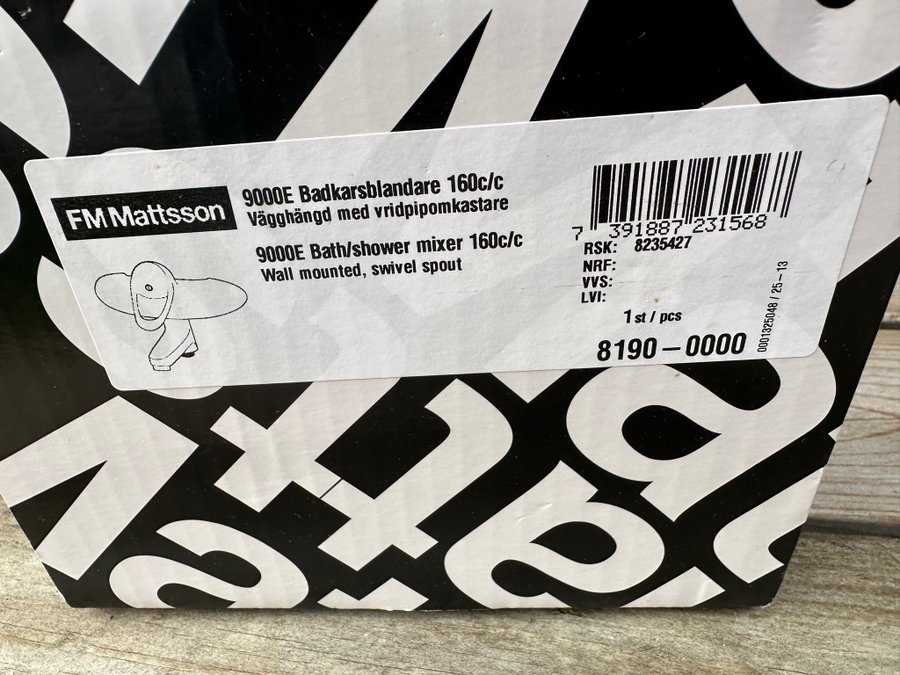 FM Mattsson
9000E Badkarsblandare 160c/c
Vägghängd med vridpipomkastare
9000E Bath/shower mixer 160c/c
Wall mounted, swivel spout
7 391887 231568
RSK: 8235427
NRF:
VVS:
LVI:
1 st / pcs
8190-0000
0001325048 / 25-13